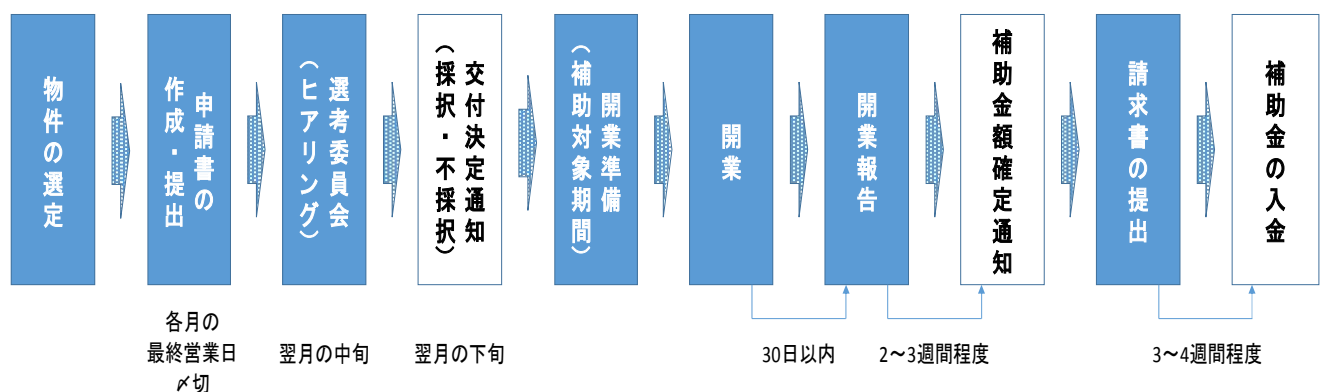 物件の選定
申請書の
作成・提出
選考委員会
(ヒアリング)
交付決定通知
(採択・不採択)
開業準備
(補助対象期間)
開業
開業報告
補助金額確定通知
請求書の提出
補助金の入金
各月の
最終営業日
〆切
翌月の中旬
翌月の下旬
30日以内
2～3週間程度
3～4週間程度